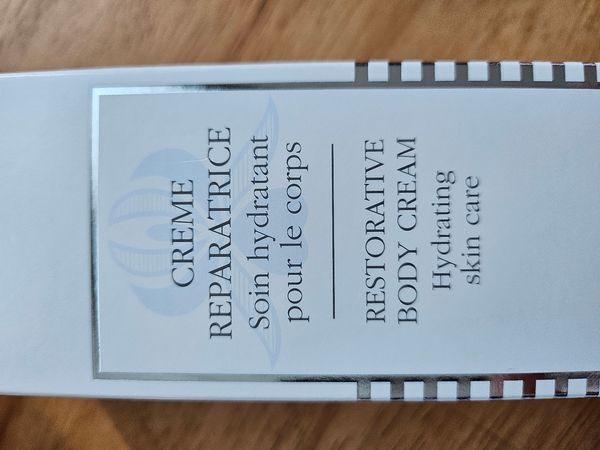 CREME
REPARATRICE
Soin hydratant
pour le corps
RESTORATIVE
BODY CREAM
Hydrating
skin care